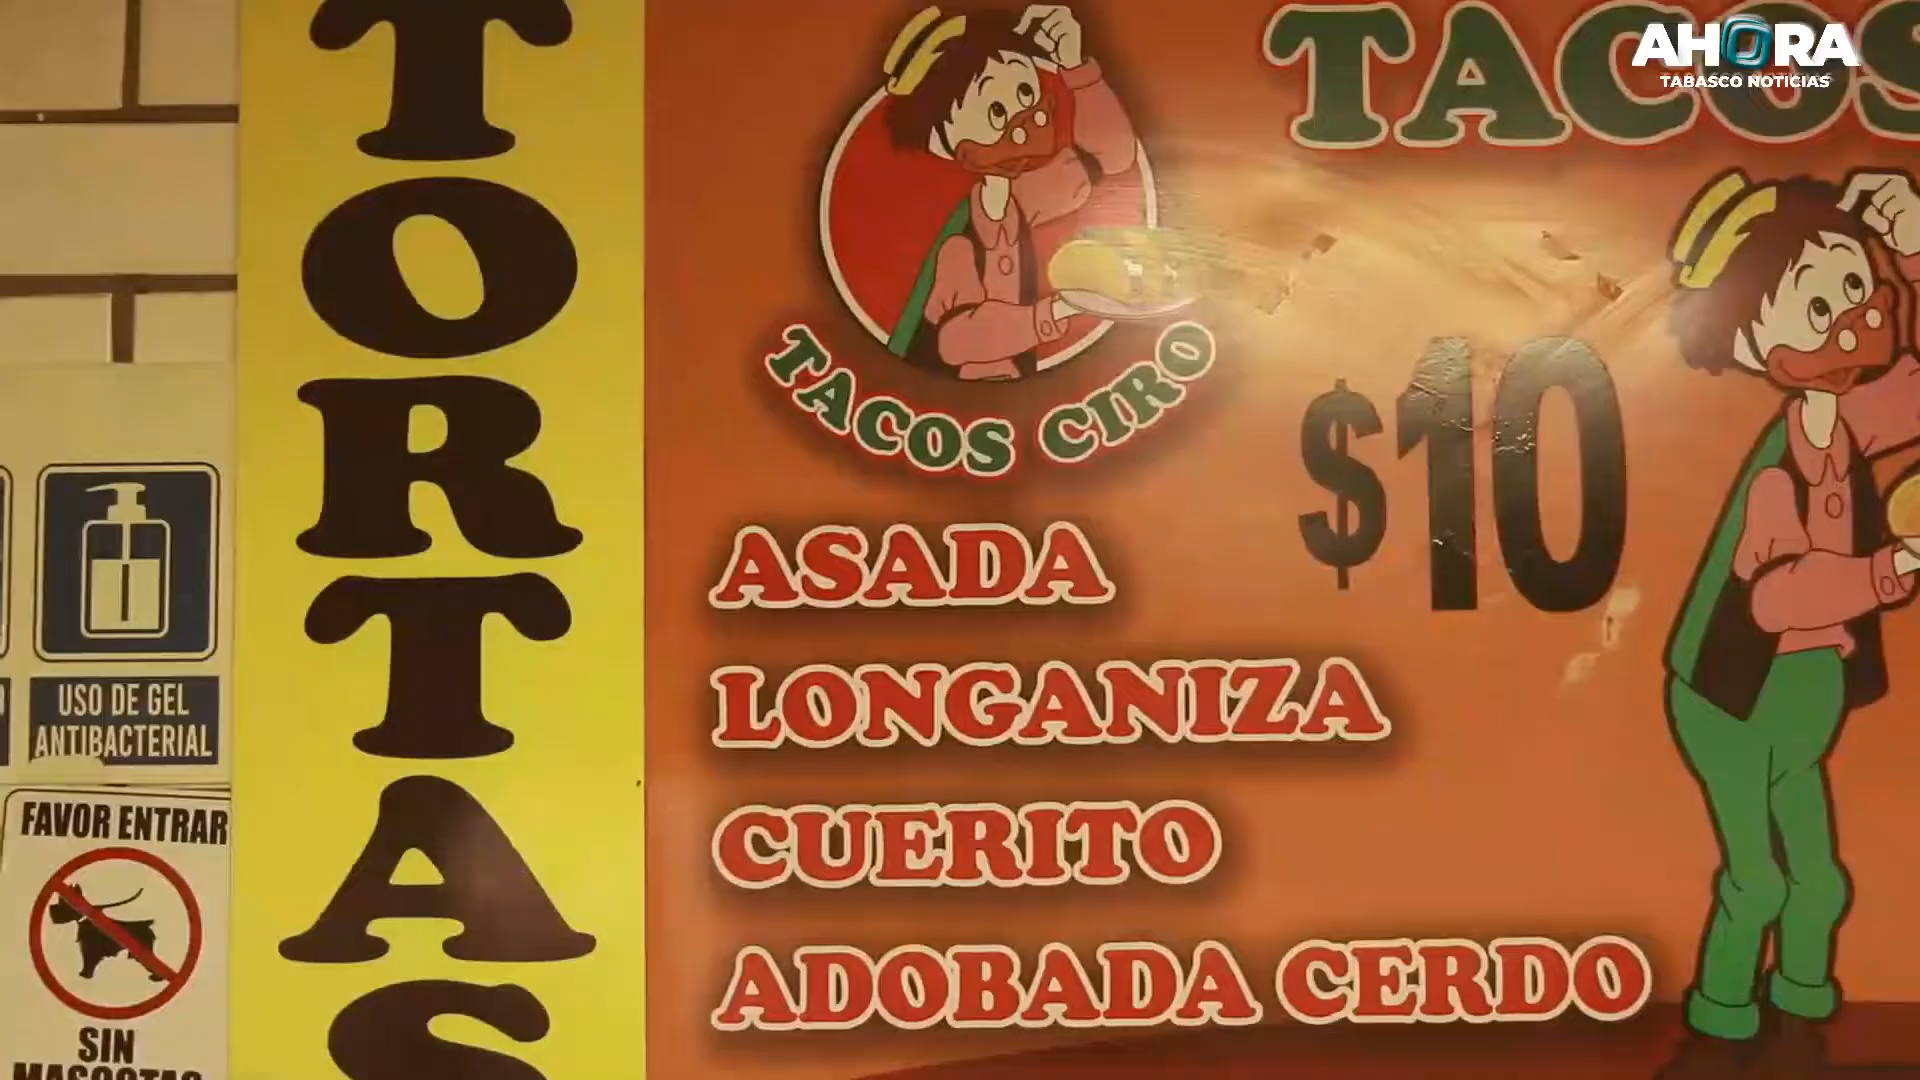 TORTAS
TACOS
AHORA
TABASCO NOTICIAS
TACOS CIRO
$10
ASADA
LONGANIZA
CUERITO
ADOBADA CERDO
USO DE GEL
ANTIBACTERIAL
FAVOR ENTRAR
SIN
MASCOTAS